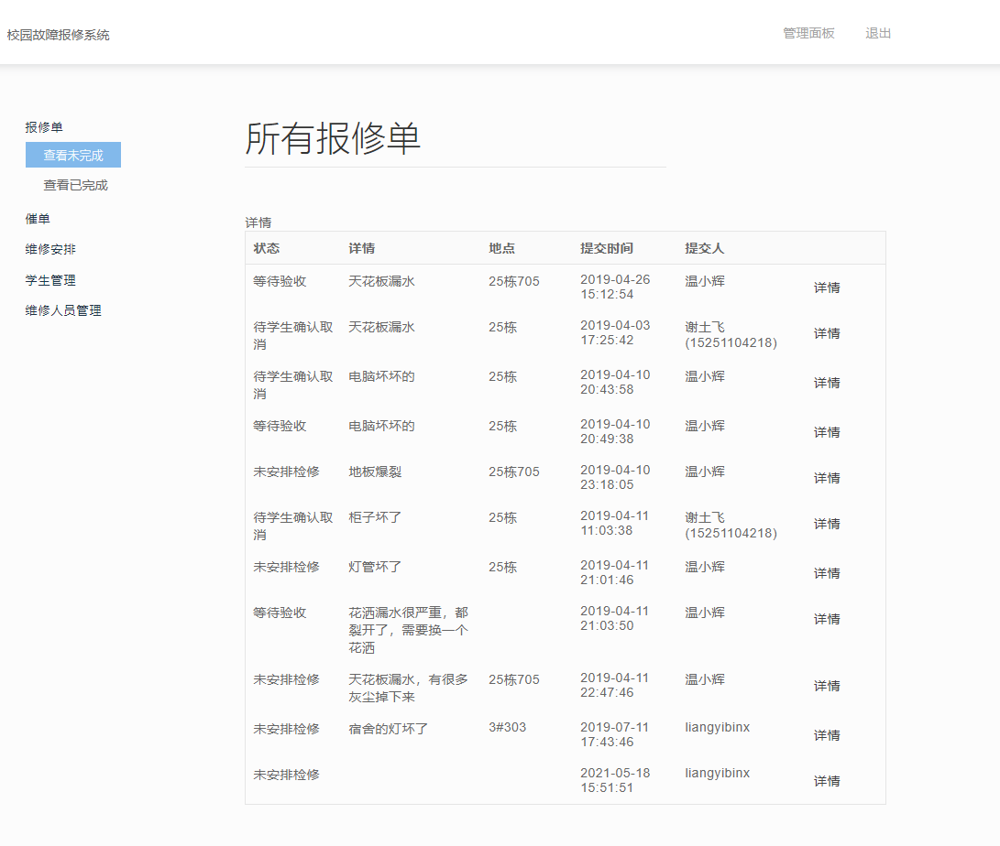 校园故障报修系统 管理面板 退出
报修单
查看未完成
查看已完成
催单
维修安排
学生管理
维修人员管理
所有报修单
详情
状态 详情 地点 提交时间 提交人
等待验收 天花板漏水 25栋705 2019-04-26 温小辉 详情
15:12:54
待学生确认取 天花板漏水 25栋 2019-04-03 谢土飞 详情
消 17:25:42 (15251104218)
待学生确认取 电脑坏坏的 25栋 2019-04-10 温小辉 详情
消 20:43:58
等待验收 电脑坏坏的 25栋 2019-04-10 温小辉 详情
20:49:38
未安排检修 地板爆裂 25栋705 2019-04-10 温小辉 详情
23:18:05
待学生确认取 柜子坏了 25栋 2019-04-11 谢土飞 详情
消 11:03:38 (15251104218)
未安排检修 灯管坏了 25栋 2019-04-11 温小辉 详情
21:01:46
等待验收 花洒漏水很严重，都 2019-04-11 温小辉 详情
裂开了，需要换一个 21:03:50
花洒
未安排检修 天花板漏水，有很多 25栋705 2019-04-11 温小辉 详情
灰尘掉下来 22:47:46
未安排检修 宿舍的灯坏了 3#303 2019-07-11 liangyibinx 详情
17:43:46
未安排检修 2021-05-18 liangyibinx 详情
15:51:51